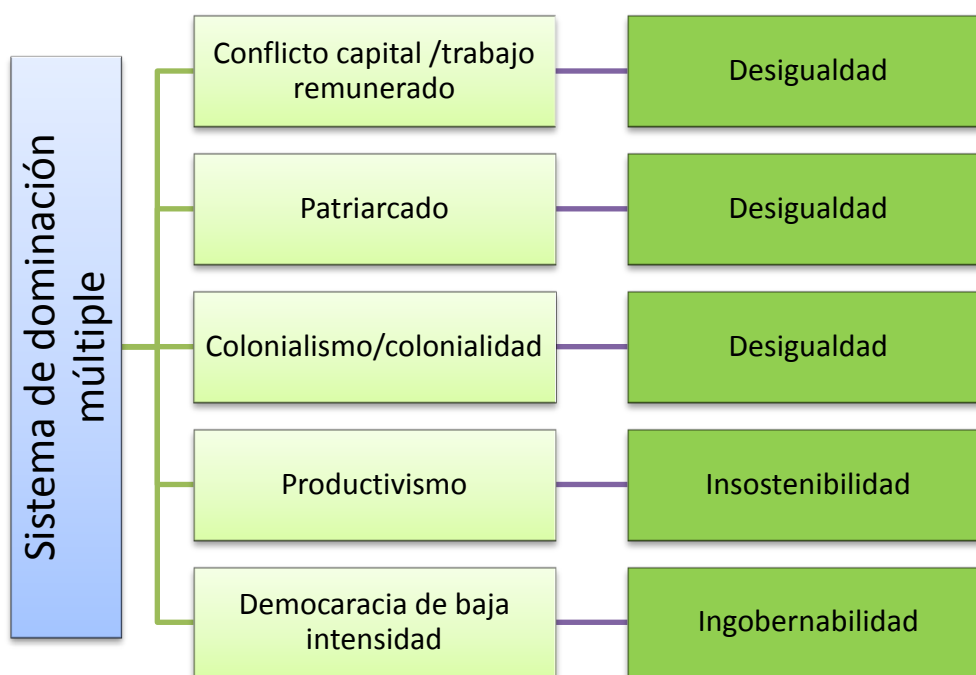 Sistema de dominación
múltiple
Conflicto capital /trabajo
remunerado
Desigualdad
Patriarcado
Desigualdad
Colonialismo/colonialidad
Desigualdad
Productivismo
Insostenibilidad
Democaracia de baja
intensidad
Ingobernabilidad